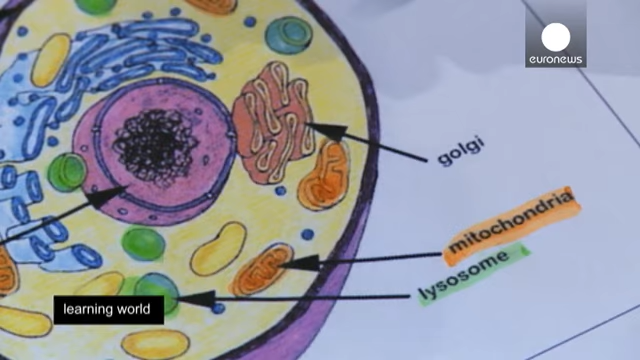 euronews
golgi
mitochondria
lysosome
learning world